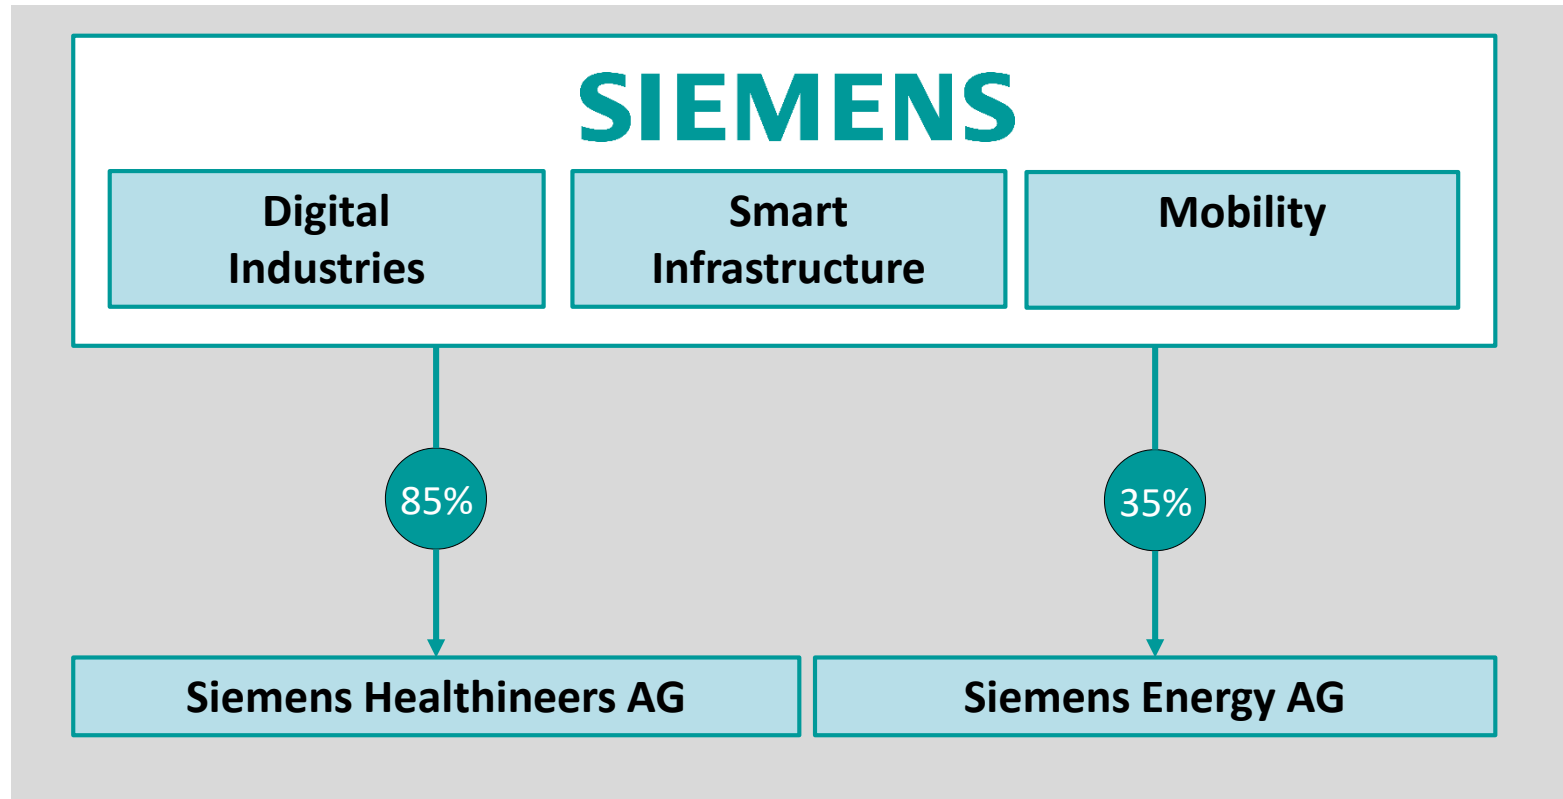 SIEMENS
Digital
Industries
Smart
Infrastructure
Mobility
85%
35%
Siemens Healthineers AG
Siemens Energy AG